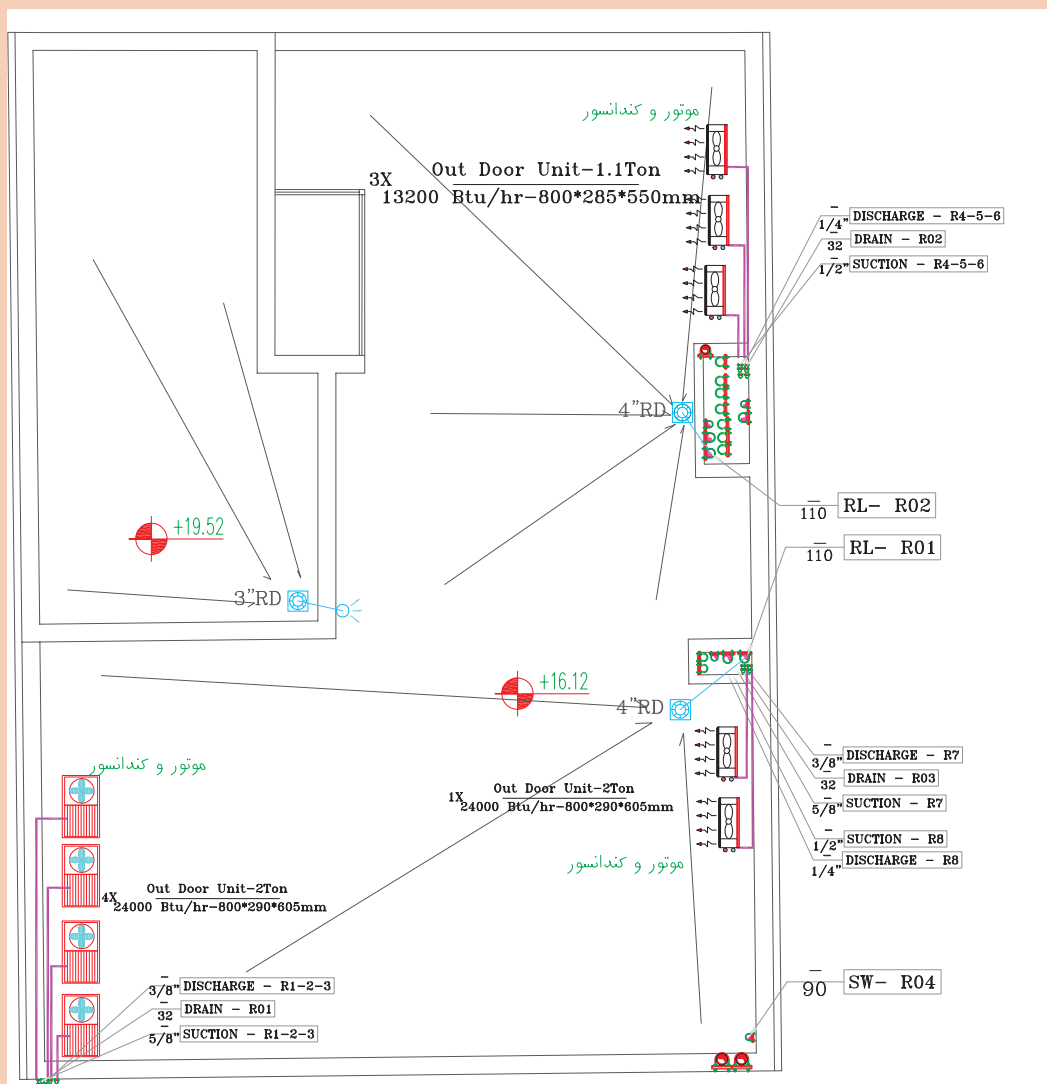 موتور و کندانسور
3X
Out Door Unit-1.1Ton
13200 Btu/hr-800*285*550mm
1/4" DISCHARGE - R4-5-6
32 DRAIN - R02
1/2" SUCTION - R4-5-6
4"RD
110 RL- R02
+19.52
110 RL- R01
3"RD
+16.12
4"RD
موتور و کندانسور
3/8" DISCHARGE - R7
32 DRAIN - R03
5/8" SUCTION - R7
1X
Out Door Unit-2Ton
24000 Btu/hr-800*290*605mm
1/2" SUCTION - R8
1/4" DISCHARGE - R8
موتور و کندانسور
4X
Out Door Unit-2Ton
24000 Btu/hr-800*290*605mm
3/8" DISCHARGE - R1-2-3
32 DRAIN - R01
5/8" SUCTION - R1-2-3
90 SW- R04